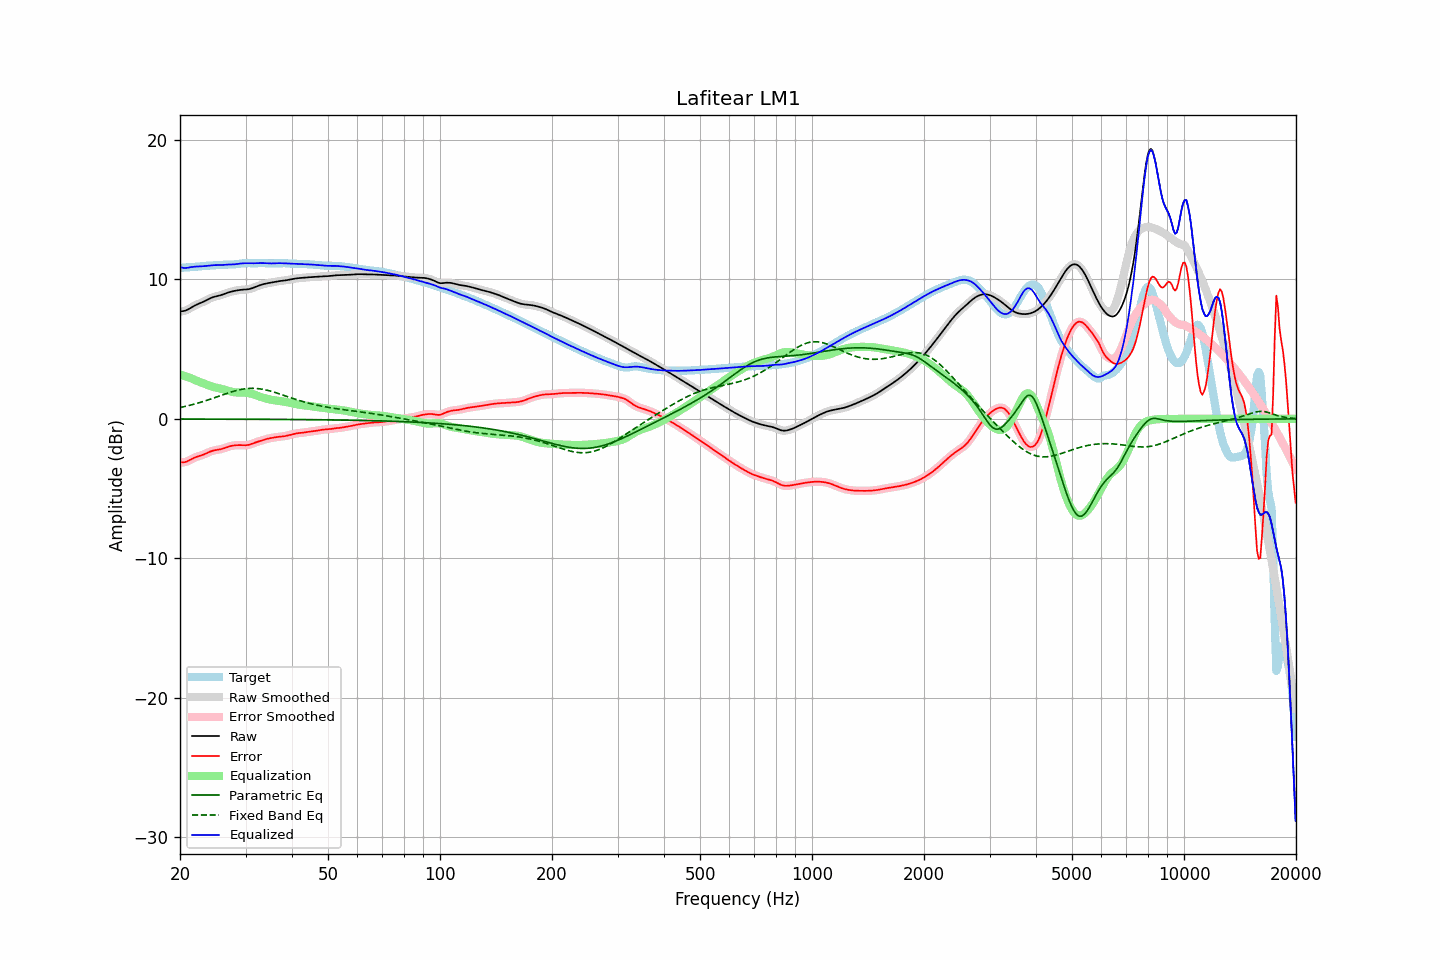 Lafitear LM1
Amplitude (dBr)
20
10
0
−10
−20
−30
Target
Raw Smoothed
Error Smoothed
Raw
Error
Equalization
Parametric Eq
Fixed Band Eq
Equalized
20 50 100 200 500 1000 2000 5000 10000 20000
Frequency (Hz)